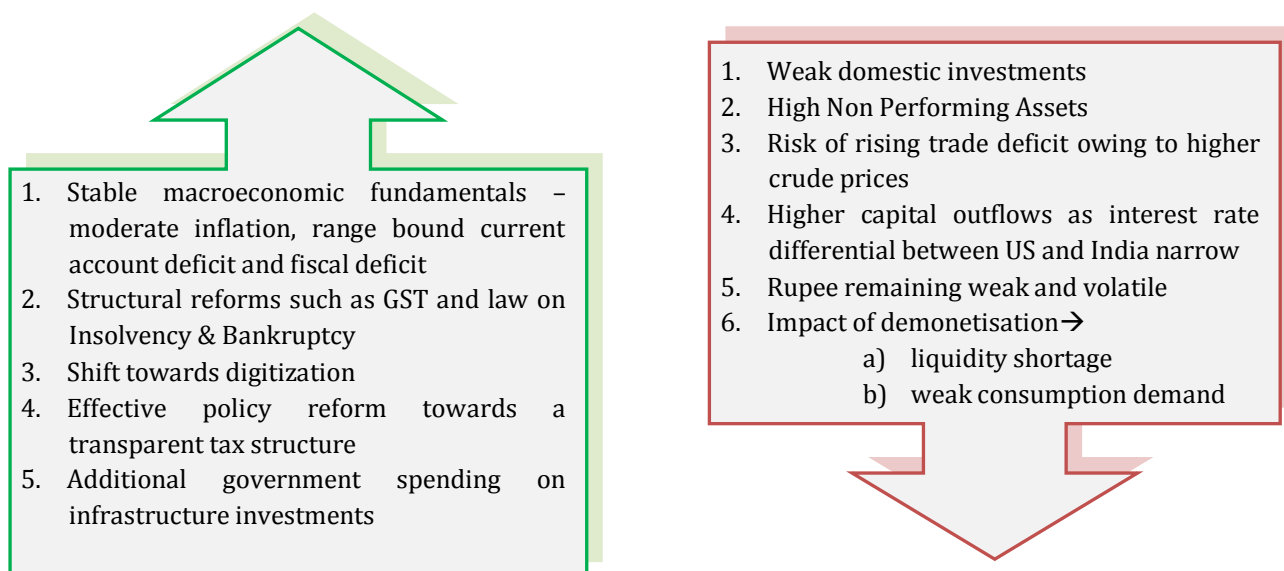 1. Stable macroeconomic fundamentals –
moderate inflation, range bound current
account deficit and fiscal deficit
2. Structural reforms such as GST and law on
Insolvency & Bankruptcy
3. Shift towards digitization
4. Effective policy reform towards a
transparent tax structure
5. Additional government spending on
infrastructure investments
1. Weak domestic investments
2. High Non Performing Assets
3. Risk of rising trade deficit owing to higher
crude prices
4. Higher capital outflows as interest rate
differential between US and India narrow
5. Rupee remaining weak and volatile
6. Impact of demonetisation→
a) liquidity shortage
b) weak consumption demand